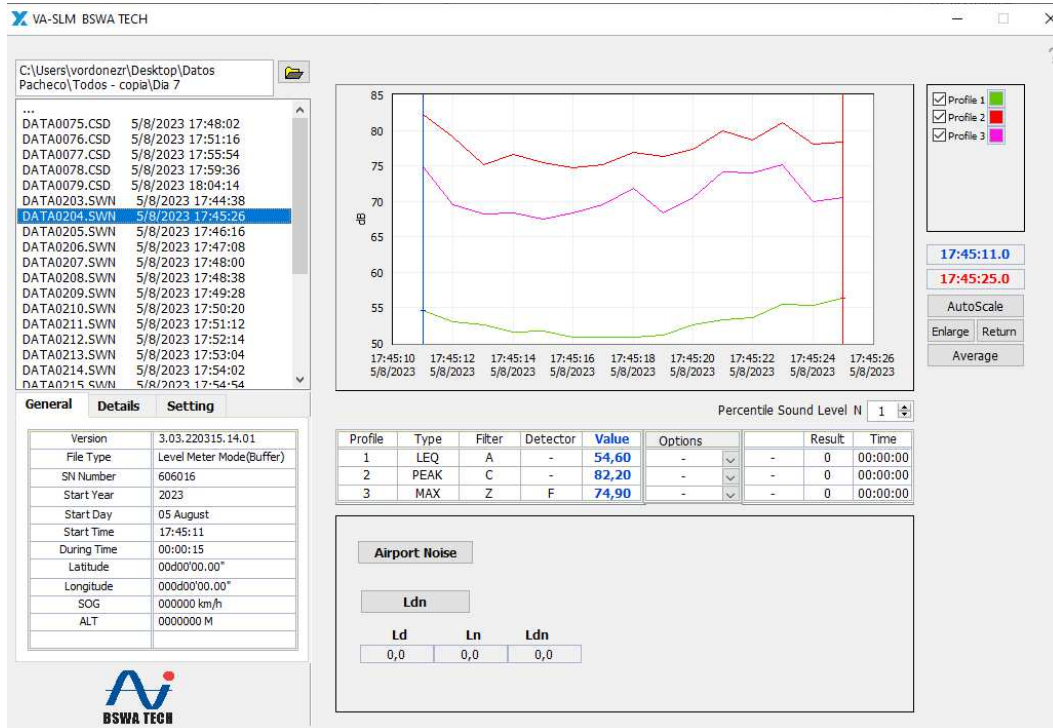 VA-SLM BSWA TECH
C:\Users\vordonezr\Desktop\Datos
Pacheco\Todos - copia\Dia 7
...
DATA0075.CSD 5/8/2023 17:48:02
DATA0076.CSD 5/8/2023 17:51:16
DATA0077.CSD 5/8/2023 17:55:54
DATA0078.CSD 5/8/2023 17:59:36
DATA0079.CSD 5/8/2023 18:04:14
DATA0203.SWN 5/8/2023 17:44:38
DATA0204.SWN 5/8/2023 17:45:26
DATA0205.SWN 5/8/2023 17:46:16
DATA0206.SWN 5/8/2023 17:47:08
DATA0207.SWN 5/8/2023 17:48:00
DATA0208.SWN 5/8/2023 17:48:38
DATA0209.SWN 5/8/2023 17:49:28
DATA0210.SWN 5/8/2023 17:50:20
DATA0211.SWN 5/8/2023 17:51:12
DATA0212.SWN 5/8/2023 17:52:14
DATA0213.SWN 5/8/2023 17:53:04
DATA0214.SWN 5/8/2023 17:54:02
DATA0215.SWN 5/8/2023 17:54:54
General Details Setting
Version 3.03.220315.14.01
File Type Level Meter Mode(Buffer)
SN Number 606016
Start Year 2023
Start Day 05 August
Start Time 17:45:11
During Time 00:00:15
Latitude 00d00'00.00"
Longitude 000d00'00.00"
SOG 000000 km/h
ALT 0000000 M
BSWA TECH
85
80
75
70
65
60
55
50
dB
17:45:10 17:45:12 17:45:14 17:45:16 17:45:18 17:45:20 17:45:22 17:45:24 17:45:26
5/8/2023 5/8/2023 5/8/2023 5/8/2023 5/8/2023 5/8/2023 5/8/2023 5/8/2023 5/8/2023
Profile 1
Profile 2
Profile 3
17:45:11.0
17:45:25.0
AutoScale
Enlarge Return
Average
Percentile Sound Level N 1
Profile Type Filter Detector Value Options Result Time
1 LEQ A - 54,60 - - 0 00:00:00
2 PEAK C - 82,20 - - 0 00:00:00
3 MAX Z F 74,90 - - 0 00:00:00
Airport Noise
Ldn
Ld Ln Ldn
0,0 0,0 0,0